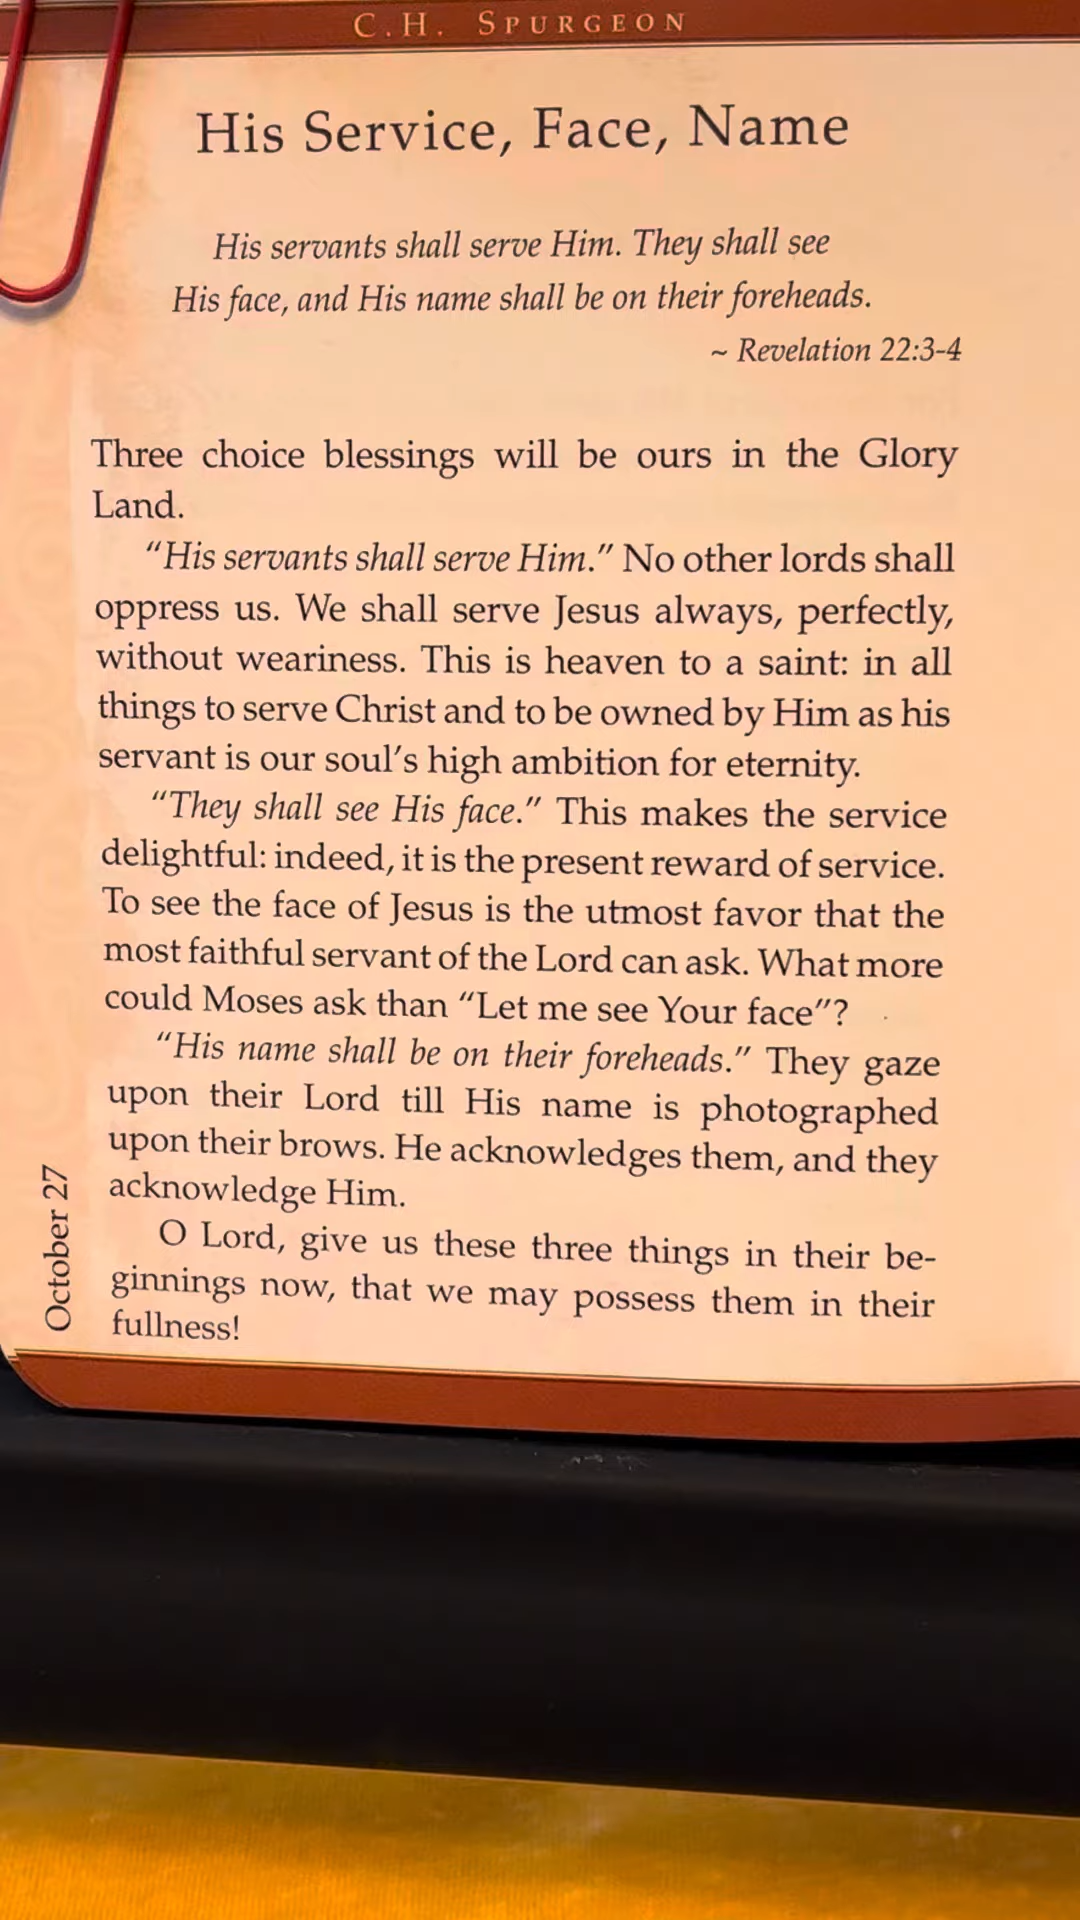 C.H. SPURGEON
His Service, Face, Name
His servants shall serve Him. They shall see
His face, and His name shall be on their foreheads.
~ Revelation 22:3-4
Three choice blessings will be ours in the Glory
Land.
“His servants shall serve Him.” No other lords shall
oppress us. We shall serve Jesus always, perfectly,
without weariness. This is heaven to a saint: in all
things to serve Christ and to be owned by Him as his
servant is our soul’s high ambition for eternity.
“They shall see His face.” This makes the service
delightful: indeed, it is the present reward of service.
To see the face of Jesus is the utmost favor that the
most faithful servant of the Lord can ask. What more
could Moses ask than “Let me see Your face”?
“His name shall be on their foreheads.” They gaze
upon their Lord till His name is photographed
upon their brows. He acknowledges them, and they
acknowledge Him.
O Lord, give us these three things in their be-
ginnings now, that we may possess them in their
fullness!
October 27